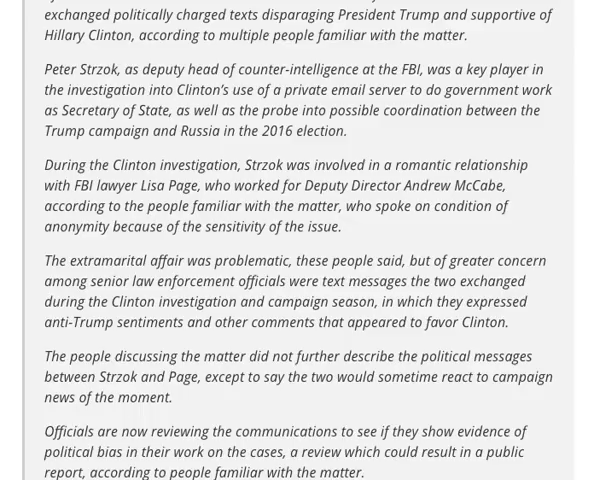 exchanged politically charged texts disparaging President Trump and supportive of
Hillary Clinton, according to multiple people familiar with the matter.
Peter Strzok, as deputy head of counter-intelligence at the FBI, was a key player in
the investigation into Clinton's use of a private email server to do government work
as Secretary of State, as well as the probe into possible coordination between the
Trump campaign and Russia in the 2016 election.
During the Clinton investigation, Strzok was involved in a romantic relationship
with FBI lawyer Lisa Page, who worked for Deputy Director Andrew McCabe,
according to the people familiar with the matter, who spoke on condition of
anonymity because of the sensitivity of the issue.
The extramarital affair was problematic, these people said, but of greater concern
among senior law enforcement officials were text messages the two exchanged
during the Clinton investigation and campaign season, in which they expressed
anti-Trump sentiments and other comments that appeared to favor Clinton.
The people discussing the matter did not further describe the political messages
between Strzok and Page, except to say the two would sometime react to campaign
news of the moment.
Officials are now reviewing the communications to see if they show evidence of
political bias in their work on the cases, a review which could result in a public
report, according to people familiar with the matter.